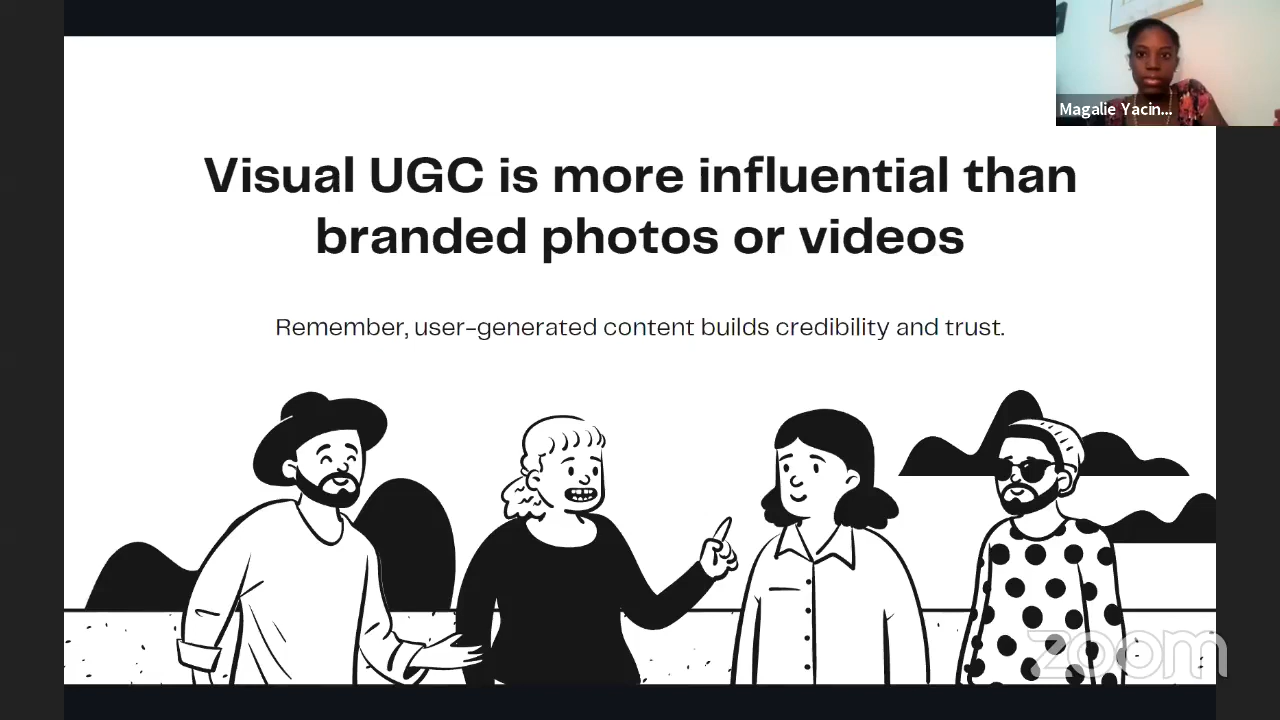 Magalie Yacin...
Visual UGC is more influential than
branded photos or videos
Remember, user-generated content builds credibility and trust.
zoom